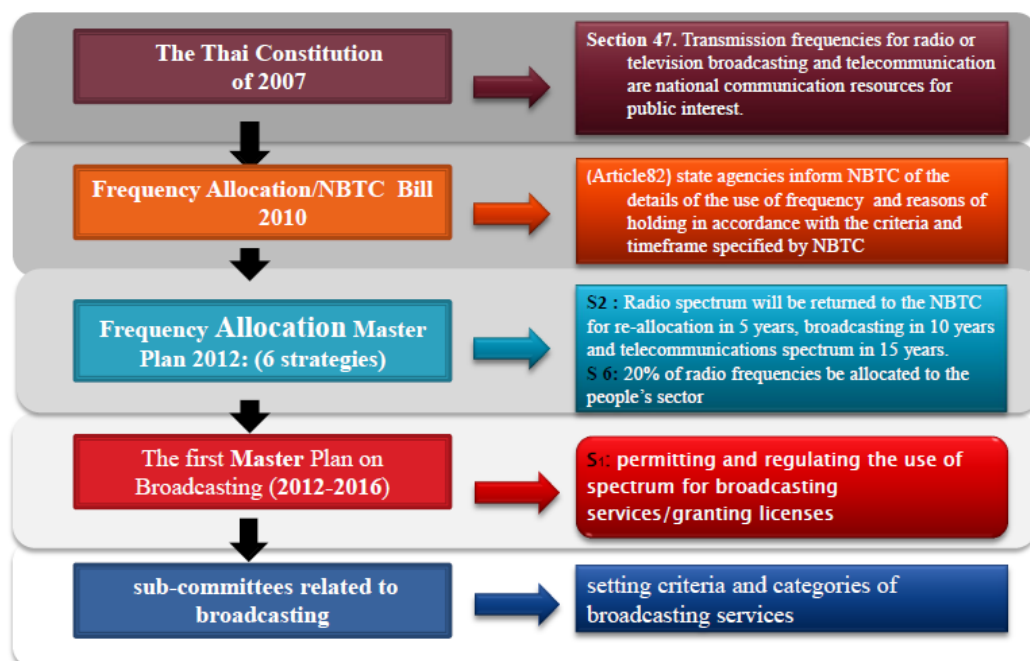 The Thai Constitution
of 2007
Section 47. Transmission frequencies for radio or
television broadcasting and telecommunication
are national communication resources for
public interest.
Frequency Allocation/NBTC Bill
2010
(Article82) state agencies inform NBTC of the
details of the use of frequency and reasons of
holding in accordance with the criteria and
timeframe specified by NBTC
Frequency Allocation Master
Plan 2012: (6 strategies)
S2 : Radio spectrum will be returned to the NBTC
for re-allocation in 5 years, broadcasting in 10 years
and telecommunications spectrum in 15 years.
S 6: 20% of radio frequencies be allocated to the
people’s sector
The first Master Plan on
Broadcasting (2012-2016)
S1: permitting and regulating the use of
spectrum for broadcasting
services/granting licenses
sub-committees related to
broadcasting
setting criteria and categories of
broadcasting services